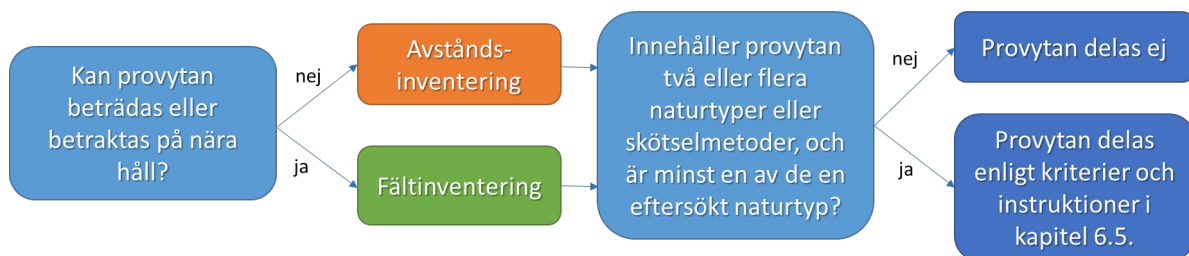 Kan provytan
beträdas eller
betraktas på nära
håll?
nej
ja
Avstånds-
inventering
Fältinventering
Innehåller provytan
två eller flera
naturtyper eller
skötselmetoder, och
är minst en av de en
eftersökt naturtyp?
nej
ja
Provytan delas ej
Provytan delas
enligt kriterier och
instruktioner i
kapitel 6.5.